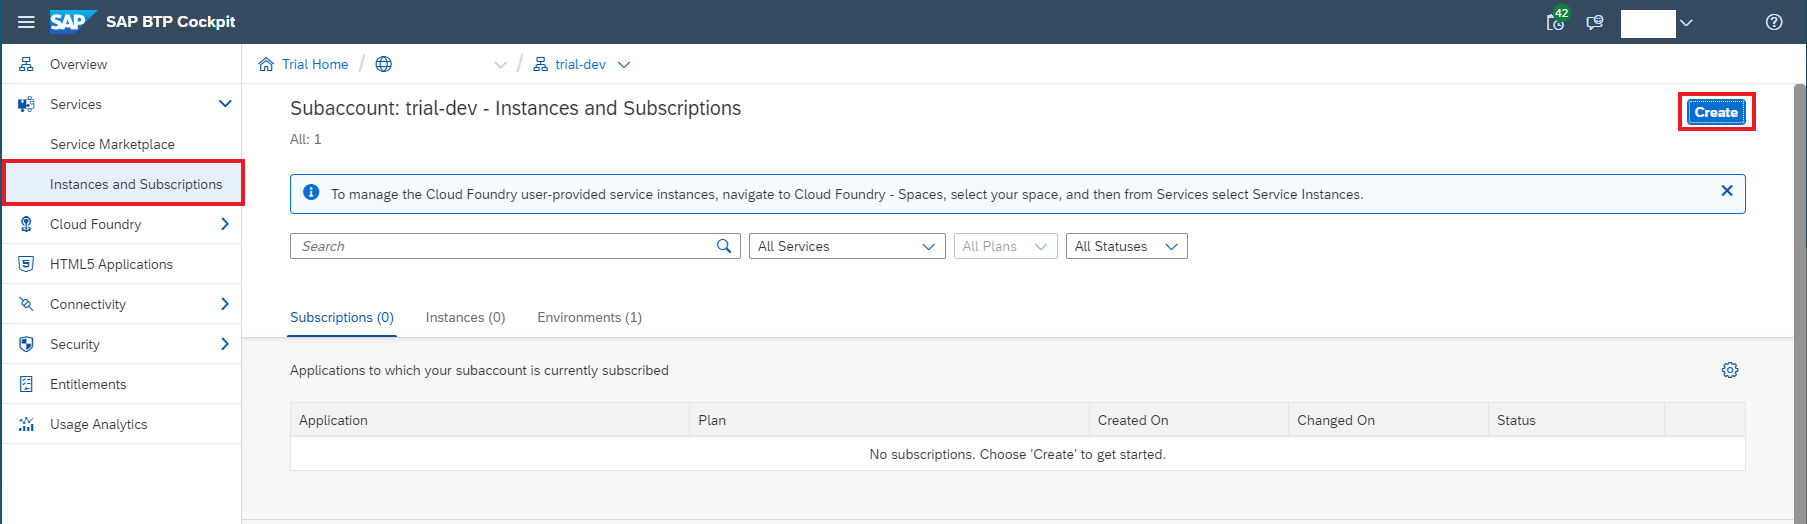 SAP SAP BTP Cockpit
42
Overview
Services
Service Marketplace
Instances and Subscriptions
Cloud Foundry
HTML5 Applications
Connectivity
Security
Entitlements
Usage Analytics
Trial Home / / trial-dev
Subaccount: trial-dev - Instances and Subscriptions
Create
All: 1
To manage the Cloud Foundry user-provided service instances, navigate to Cloud Foundry - Spaces, select your space, and then from Services select Service Instances.
Search All Services All Plans All Statuses
Subscriptions (0) Instances (0) Environments (1)
Applications to which your subaccount is currently subscribed
Application Plan Created On Changed On Status
No subscriptions. Choose 'Create' to get started.